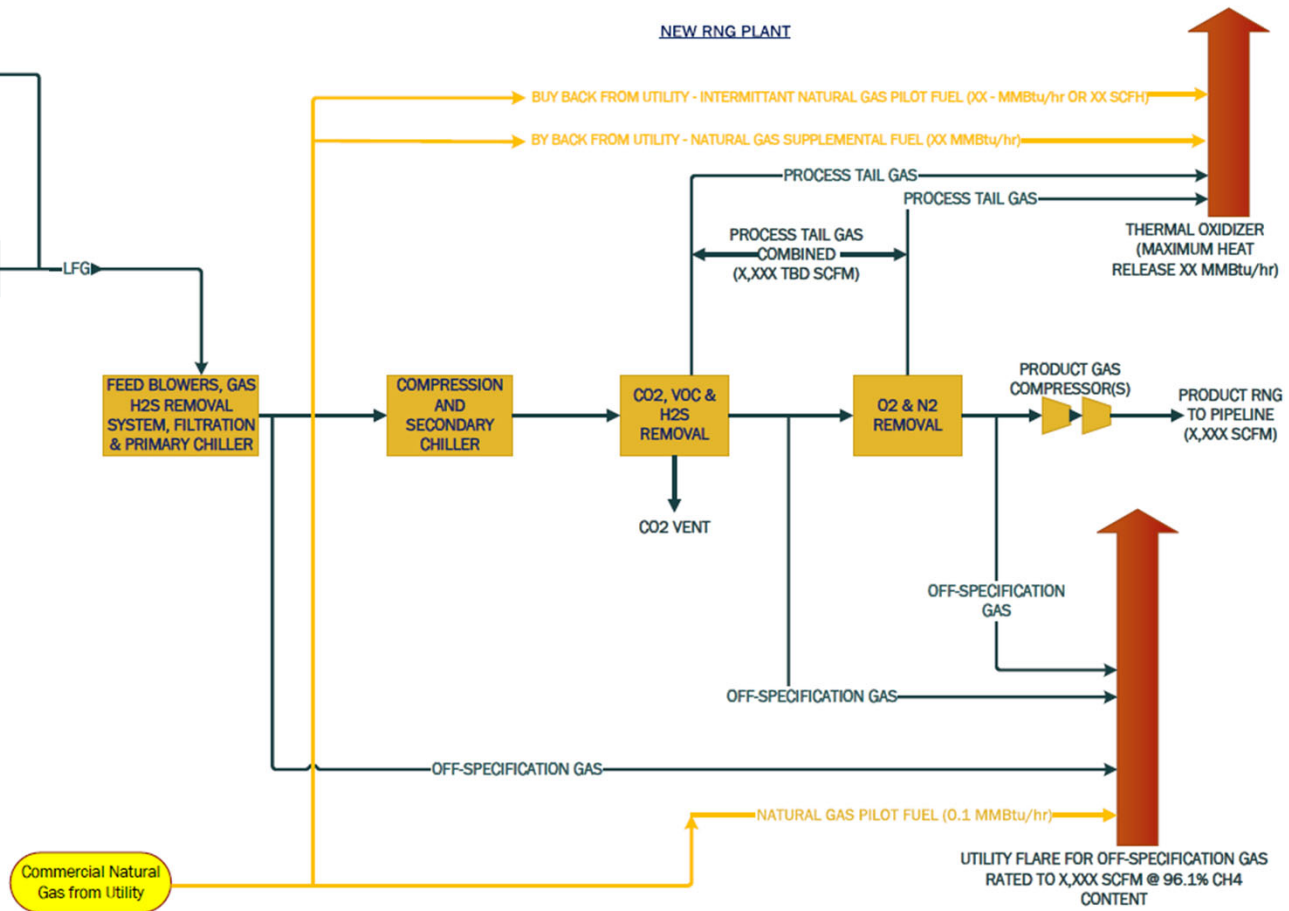 NEW RNG PLANT
BUY BACK FROM UTILITY - INTERMITTANT NATURAL GAS PILOT FUEL (XX - MMBtu/hr OR XX SCFH)
BY BACK FROM UTILITY - NATURAL GAS SUPPLEMENTAL FUEL (XX MMBtu/hr)
PROCESS TAIL GAS
PROCESS TAIL GAS
THERMAL OXIDIZER
(MAXIMUM HEAT
RELEASE XX MMBtu/hr)
PROCESS TAIL GAS
COMBINED
(X,XXX TBD SCFM)
LFG
FEED BLOWERS, GAS
H2S REMOVAL
SYSTEM, FILTRATION
& PRIMARY CHILLER
COMPRESSION
AND
SECONDARY
CHILLER
CO2, VOC &
H2S
REMOVAL
O2 & N2
REMOVAL
PRODUCT GAS
COMPRESSOR(S)
PRODUCT RNG
TO PIPELINE
(X,XXX SCFM)
CO2 VENT
OFF-SPECIFICATION
GAS
OFF-SPECIFICATION GAS
OFF-SPECIFICATION GAS
NATURAL GAS PILOT FUEL (0.1 MMBtu/hr)
Commercial Natural
Gas from Utility
UTILITY FLARE FOR OFF-SPECIFICATION GAS
RATED TO X,XXX SCFM @ 96.1% CH4
CONTENT